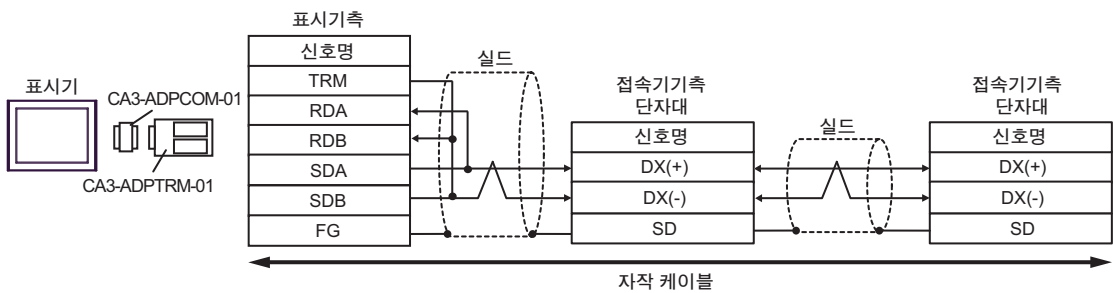 표시기측
신호명
TRM
RDA
RDB
SDA
SDB
FG
표시기
CA3-ADPCOM-01
CA3-ADPTRM-01
실드
접속기기측
단자대
신호명
DX(+)
DX(-)
SD
실드
접속기기측
단자대
신호명
DX(+)
DX(-)
SD
자작 케이블